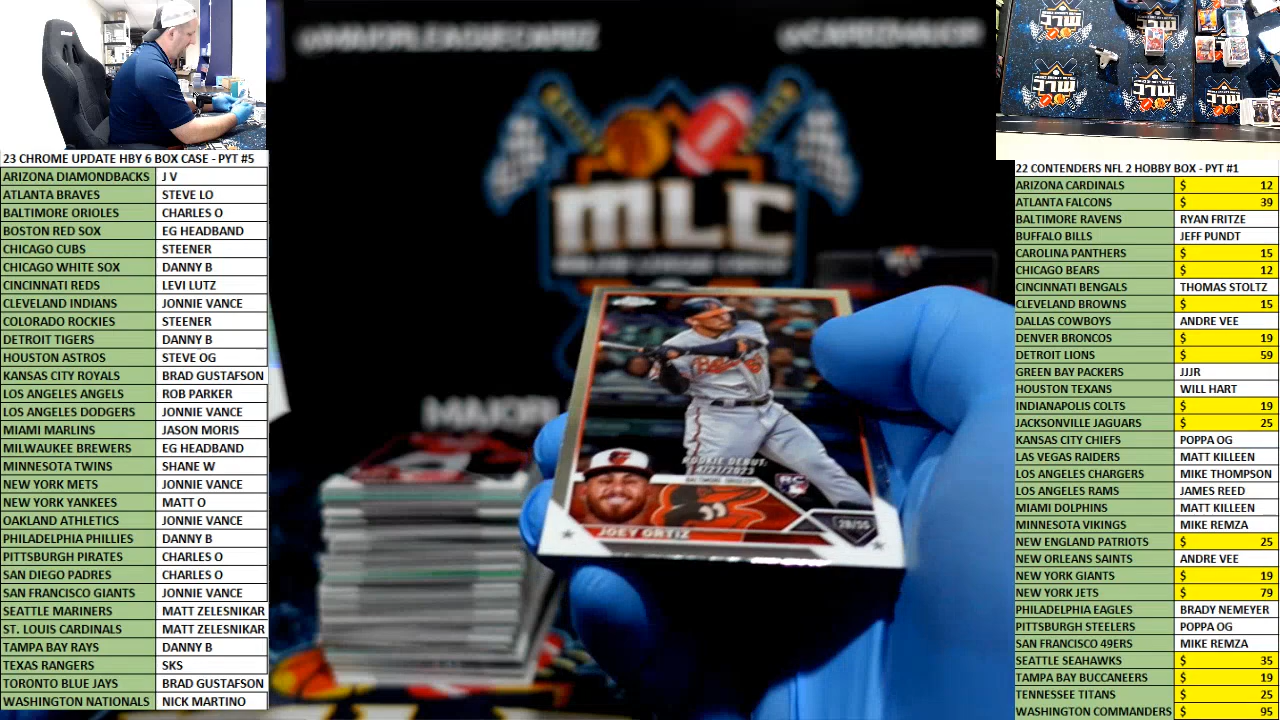 23 CHROME UPDATE HBY 6 BOX CASE - PYT #5
ARIZONA DIAMONDBACKS J V
ATLANTA BRAVES STEVE LO
BALTIMORE ORIOLES CHARLES O
BOSTON RED SOX EG HEADBAND
CHICAGO CUBS STEENER
CHICAGO WHITE SOX DANNY B
CINCINNATI REDS LEVI LUTZ
CLEVELAND INDIANS JONNIE VANCE
COLORADO ROCKIES STEENER
DETROIT TIGERS DANNY B
HOUSTON ASTROS STEVE OG
KANSAS CITY ROYALS BRAD GUSTAFSON
LOS ANGELES ANGELS ROB PARKER
LOS ANGELES DODGERS JONNIE VANCE
MIAMI MARLINS JASON MORIS
MILWAUKEE BREWERS EG HEADBAND
MINNESOTA TWINS SHANE W
NEW YORK METS JONNIE VANCE
NEW YORK YANKEES MATT O
OAKLAND ATHLETICS JONNIE VANCE
PHILADELPHIA PHILLIES DANNY B
PITTSBURGH PIRATES CHARLES O
SAN DIEGO PADRES CHARLES O
SAN FRANCISCO GIANTS JONNIE VANCE
SEATTLE MARINERS MATT ZELESNIKAR
ST. LOUIS CARDINALS MATT ZELESNIKAR
TAMPA BAY RAYS DANNY B
TEXAS RANGERS SKS
TORONTO BLUE JAYS BRAD GUSTAFSON
WASHINGTON NATIONALS NICK MARTINO
MLC
MAJOR
ROOKIE DEBUT:
4/27/2023
BALTIMORE ORIOLES
RC
JOEY ORTIZ
22 CONTENDERS NFL 2 HOBBY BOX - PYT #1
ARIZONA CARDINALS $ 12
ATLANTA FALCONS $ 39
BALTIMORE RAVENS RYAN FRITZE
BUFFALO BILLS JEFF PUNDT
CAROLINA PANTHERS $ 15
CHICAGO BEARS $ 12
CINCINNATI BENGALS THOMAS STOLTZ
CLEVELAND BROWNS $ 15
DALLAS COWBOYS ANDRE VEE
DENVER BRONCOS $ 19
DETROIT LIONS $ 59
GREEN BAY PACKERS JJJR
HOUSTON TEXANS WILL HART
INDIANAPOLIS COLTS $ 19
JACKSONVILLE JAGUARS $ 25
KANSAS CITY CHIEFS POPPA OG
LAS VEGAS RAIDERS MATT KILLEEN
LOS ANGELES CHARGERS MIKE THOMPSON
LOS ANGELES RAMS JAMES REED
MIAMI DOLPHINS MATT KILLEEN
MINNESOTA VIKINGS MIKE REMZA
NEW ENGLAND PATRIOTS $ 25
NEW ORLEANS SAINTS ANDRE VEE
NEW YORK GIANTS $ 19
NEW YORK JETS $ 79
PHILADELPHIA EAGLES BRADY NEMEYER
PITTSBURGH STEELERS POPPA OG
SAN FRANCISCO 49ERS MIKE REMZA
SEATTLE SEAHAWKS $ 35
TAMPA BAY BUCCANEERS $ 19
TENNESSEE TITANS $ 25
WASHINGTON COMMANDERS $ 95